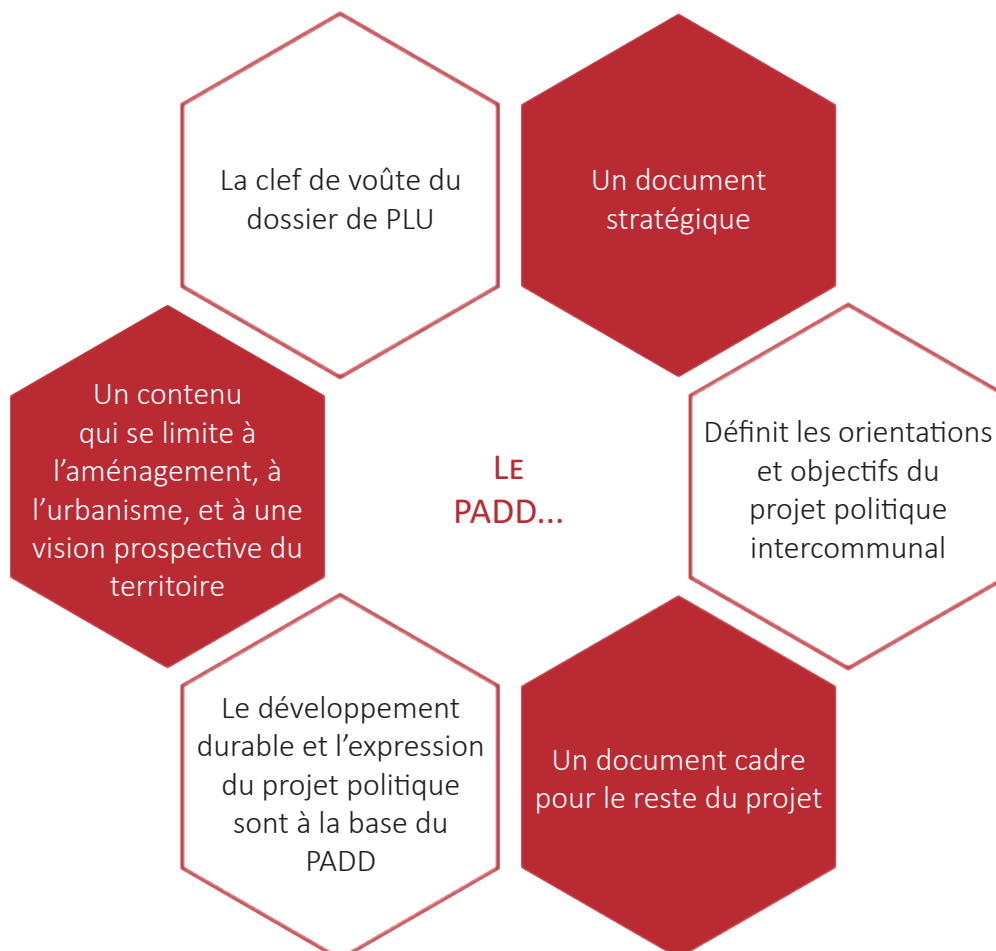 La clef de voûte du
dossier de PLU
Un document
stratégique
Un contenu
qui se limite à
l’aménagement, à
l’urbanisme, et à une
vision prospective du
territoire
LE
PADD...
Définit les orientations
et objectifs du
projet politique
intercommunal
Le développement
durable et l’expression
du projet politique
sont à la base du
PADD
Un document cadre
pour le reste du projet